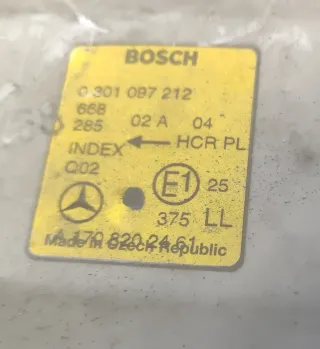 BOSCH
0 301 097 212
668
285 02 A 04
INDEX HCR PL
Q02
E1 25
375 LL
A 170 820 24 61
Made in Czech Republic